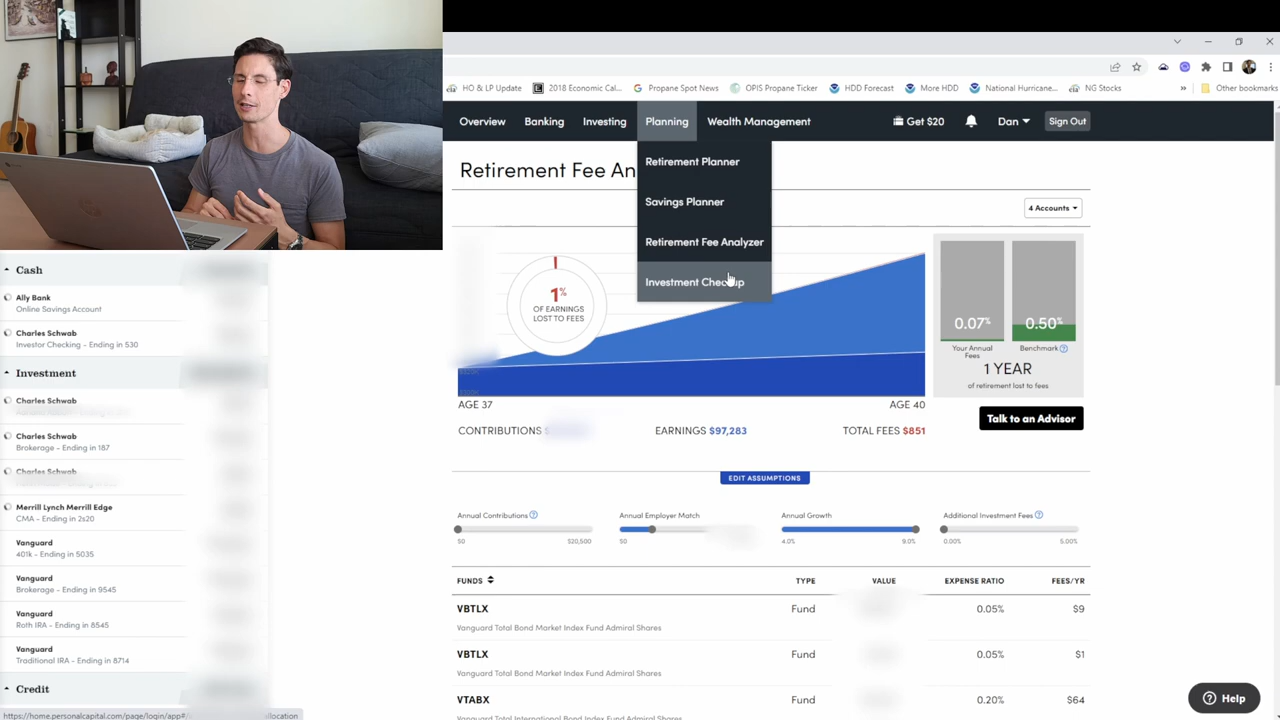 HO & LP Update
2018 Economic Cal...
Propane Spot News
OPIS Propane Ticker
HDD Forecast
More HDD
National Hurricane...
NG Stocks
»
Other bookmarks
Overview
Banking
Investing
Planning
Wealth Management
Get $20
Dan
Sign Out
Retirement Planner
Savings Planner
Retirement Fee Analyzer
Investment Checkup
Retirement Fee An
4 Accounts
1%
OF EARNINGS
LOST TO FEES
AGE 37
AGE 40
CONTRIBUTIONS
EARNINGS $97,283
TOTAL FEES $851
0.07%
0.50%
Your Annual
Fees
Benchmark
1 YEAR
of retirement lost to fees
Talk to an Advisor
EDIT ASSUMPTIONS
Annual Contributions
$0
$20,500
Annual Employer Match
$0
Annual Growth
4.0%
9.0%
Additional Investment Fees
0.00%
5.00%
FUNDS
TYPE
VALUE
EXPENSE RATIO
FEES/YR
VBTLX
Fund
0.05%
$9
Vanguard Total Bond Market Index Fund Admiral Shares
VBTLX
Fund
0.05%
$1
Vanguard Total Bond Market Index Fund Admiral Shares
VTABX
Fund
0.20%
$64
Vanguard Total International Bond Index Fund Admiral Shares
Help
Cash
Ally Bank
Online Savings Account
Charles Schwab
Investor Checking - Ending in 530
Investment
Charles Schwab
Charles Schwab
Brokerage - Ending in 187
Charles Schwab
Merrill Lynch Merrill Edge
CMA - Ending in 2s20
Vanguard
401k - Ending in 5035
Vanguard
Brokerage - Ending in 9545
Vanguard
Roth IRA - Ending in 8545
Vanguard
Traditional IRA - Ending in 8714
Credit
https://home.personalcapital.com/page/login/app#/
llocation